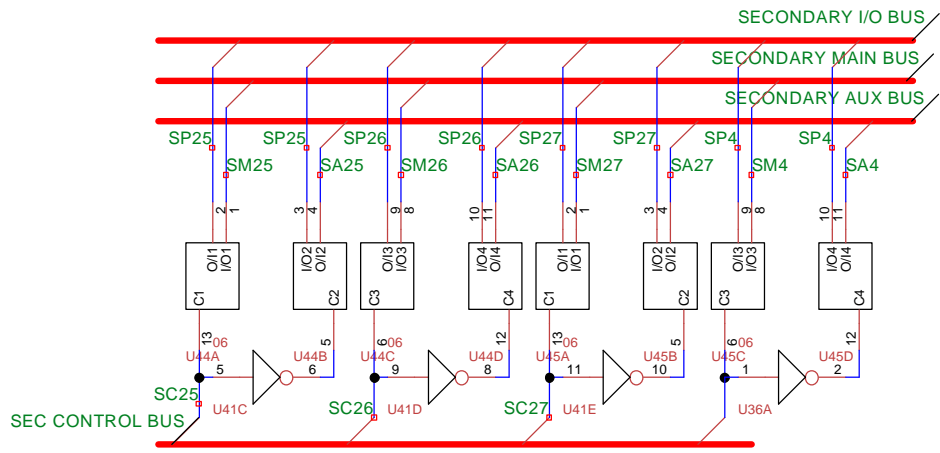 SECONDARY I/O BUS
SECONDARY MAIN BUS
SECONDARY AUX BUS
SP25 SP25 SP26 SP26 SP27 SP27 SP4 SP4
SM25 SA25 SM26 SA26 SM27 SA27 SM4 SA4
2 1 3 4 9 8 10 11 2 1 3 4 9 8 10 11
O/I1 I/O1 I/O2 O/I2 O/I3 I/O3 I/O4 O/I4 O/I1 I/O1 I/O2 O/I2 O/I3 I/O3 I/O4 O/I4
C1 C2 C3 C4 C1 C2 C3 C4
13 5 6 12 13 5 6 12
06 06 06 06
U44A U44B U44C U44D U45A U45B U45C U45D
5 6 9 8 11 10 1 2
SC25 U41C SC26 U41D SC27 U41E U36A
SEC CONTROL BUS